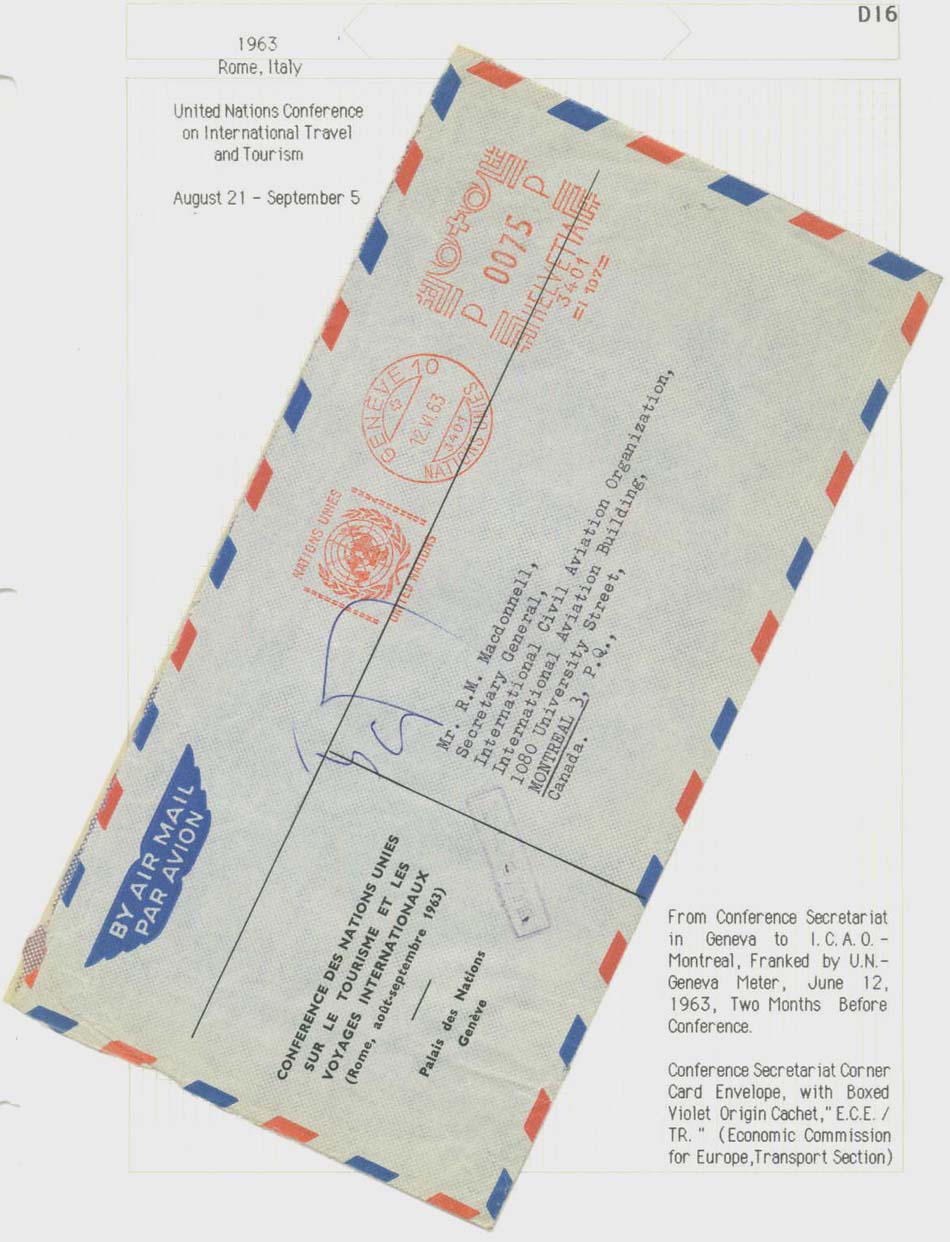 D16
1963
Rome, Italy
United Nations Conference
on International Travel
and Tourism
August 21 - September 5
P 0075 P
HELVETIA
3401
GENÈVE 10
12.VI.63
3401
NATIONS UNIES
NATIONS UNIES
UNITED NATIONS
Mr. R.M. Macdonnell,
Secretary General,
International Civil Aviation Organization,
International Aviation Building,
1080 University Street,
MONTREAL 3, P.Q.,
Canada.
BY AIR MAIL
PAR AVION
CONFERENCE DES NATIONS UNIES
SUR LE TOURISME ET LES
VOYAGES INTERNATIONAUX
(Rome, août-septembre 1963)
Palais des Nations
Genève
From Conference Secretariat
in Geneva to I.C.A.O. -
Montreal, Franked by U.N.-
Geneva Meter, June 12,
1963, Two Months Before
Conference.
Conference Secretariat Corner
Card Envelope, with Boxed
Violet Origin Cachet," E.C.E. /
TR. " (Economic Commission
for Europe,Transport Section)